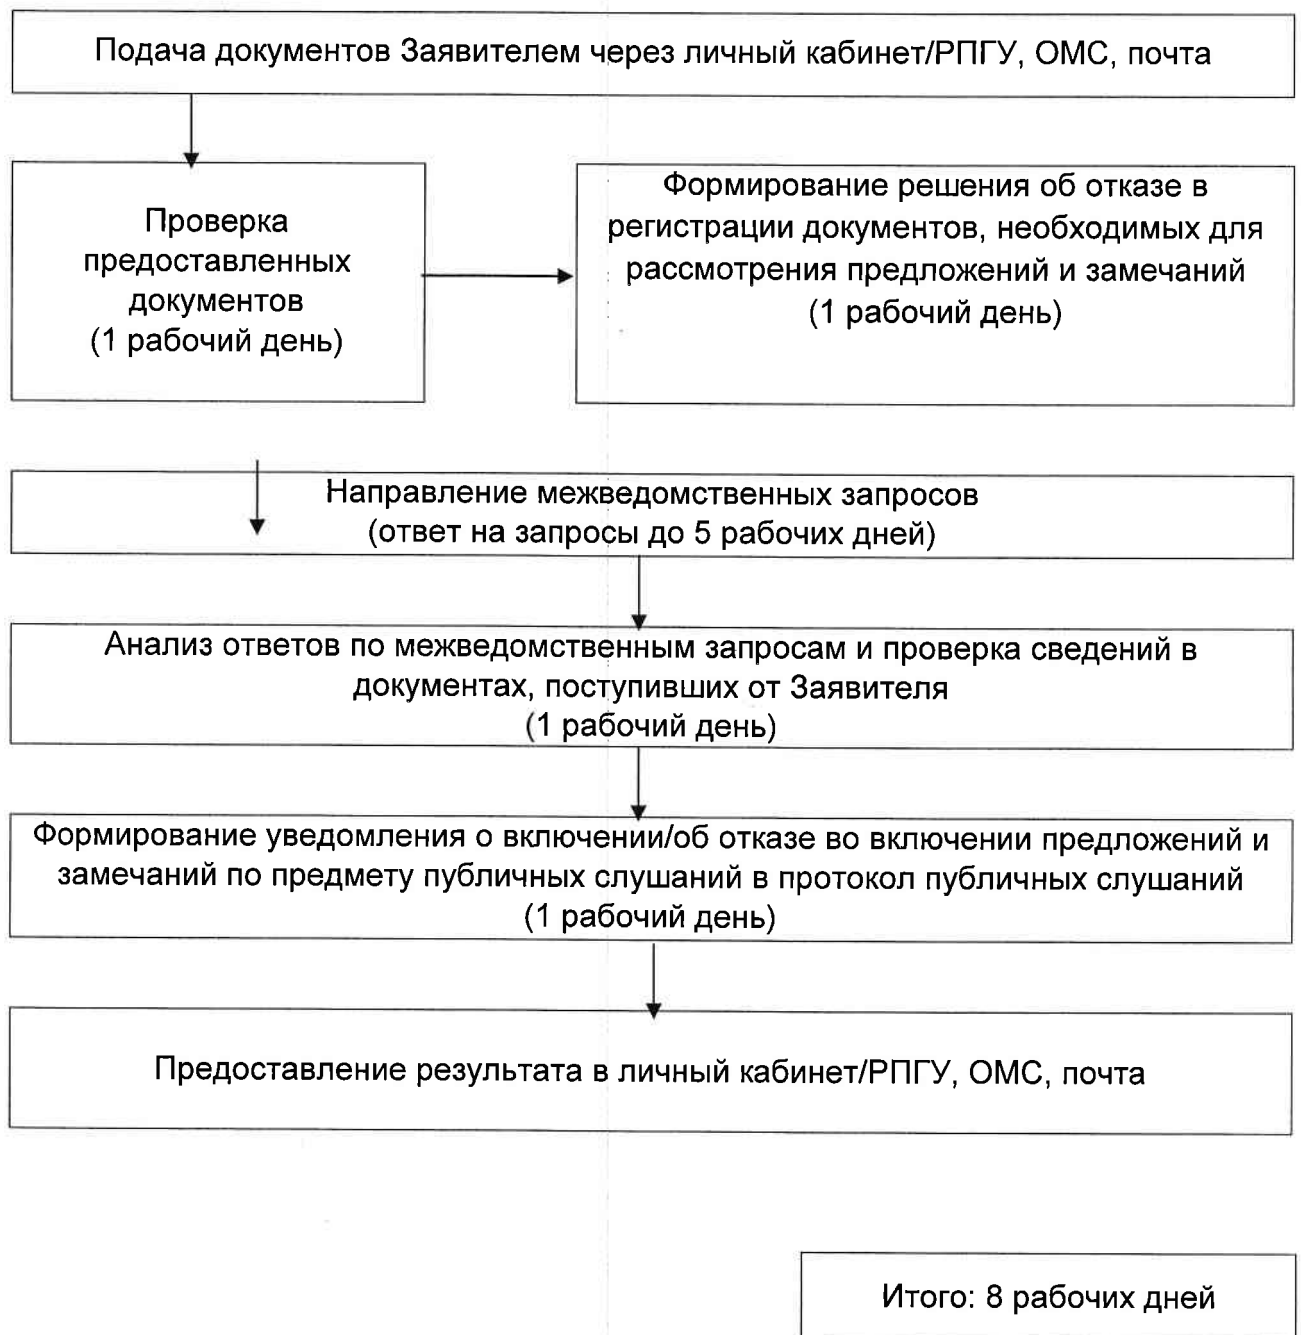 Подача документов Заявителем через личный кабинет/РПГУ, ОМС, почта
Проверка
предоставленных
документов
(1 рабочий день)
Формирование решения об отказе в
регистрации документов, необходимых для
рассмотрения предложений и замечаний
(1 рабочий день)
Направление межведомственных запросов
(ответ на запросы до 5 рабочих дней)
Анализ ответов по межведомственным запросам и проверка сведений в
документах, поступивших от Заявителя
(1 рабочий день)
Формирование уведомления о включении/об отказе во включении предложений и
замечаний по предмету публичных слушаний в протокол публичных слушаний
(1 рабочий день)
Предоставление результата в личный кабинет/РПГУ, ОМС, почта
Итого: 8 рабочих дней